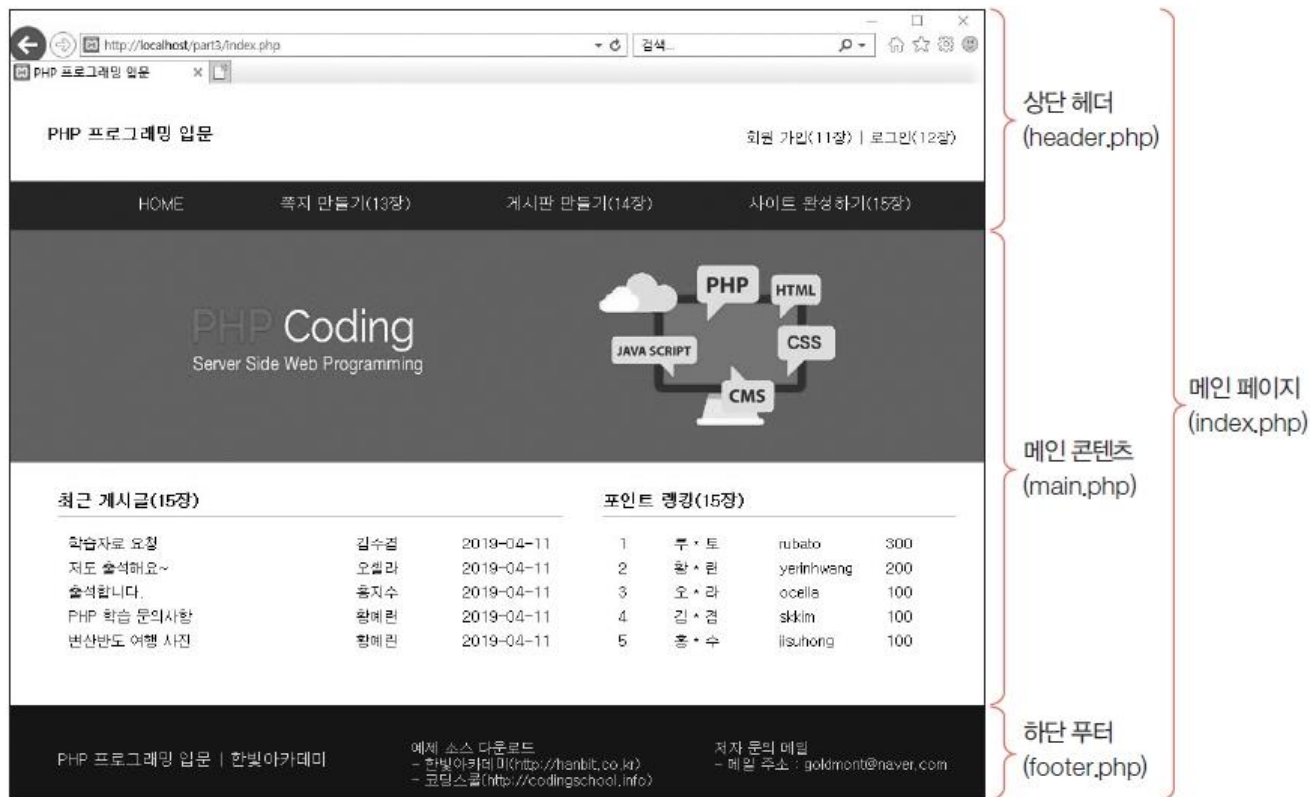 http://localhost/part3/index.php
검색...
PHP 프로그래밍 입문
PHP 프로그래밍 입문
회원 가입(11장) | 로그인(12장)
HOME 쪽지 만들기(13장) 게시판 만들기(14장) 사이트 완성하기(15장)
PHP Coding
Server Side Web Programming
PHP
HTML
JAVA SCRIPT
CSS
CMS
최근 게시글(15장)
학습자료 요청 김수겸 2019-04-11
저도 출석해요~ 오첼라 2019-04-11
출석합니다. 홍지수 2019-04-11
PHP 학습 문의사항 황예린 2019-04-11
변산반도 여행 사진 황예린 2019-04-11
포인트 랭킹(15장)
1 루*토 rubato 300
2 황*린 yerinhwang 200
3 오*라 ocella 100
4 김*겸 skkim 100
5 홍*수 jisuhong 100
PHP 프로그래밍 입문 | 한빛아카데미
예제 소스 다운로드
- 한빛아카데미(http://hanbit.co.kr)
- 코딩스쿨(http://codingschool.info)
저자 문의 메일
- 메일 주소 : goldmont@naver.com
상단 헤더
(header.php)
메인 콘텐츠
(main.php)
하단 푸터
(footer.php)
메인 페이지
(index.php)